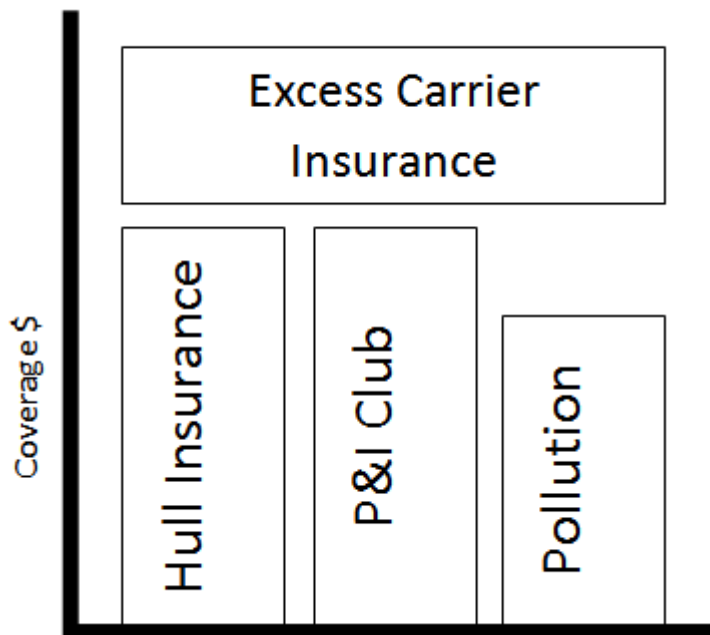 Excess Carrier
Insurance
Coverage $
Hull Insurance
P&I Club
Pollution